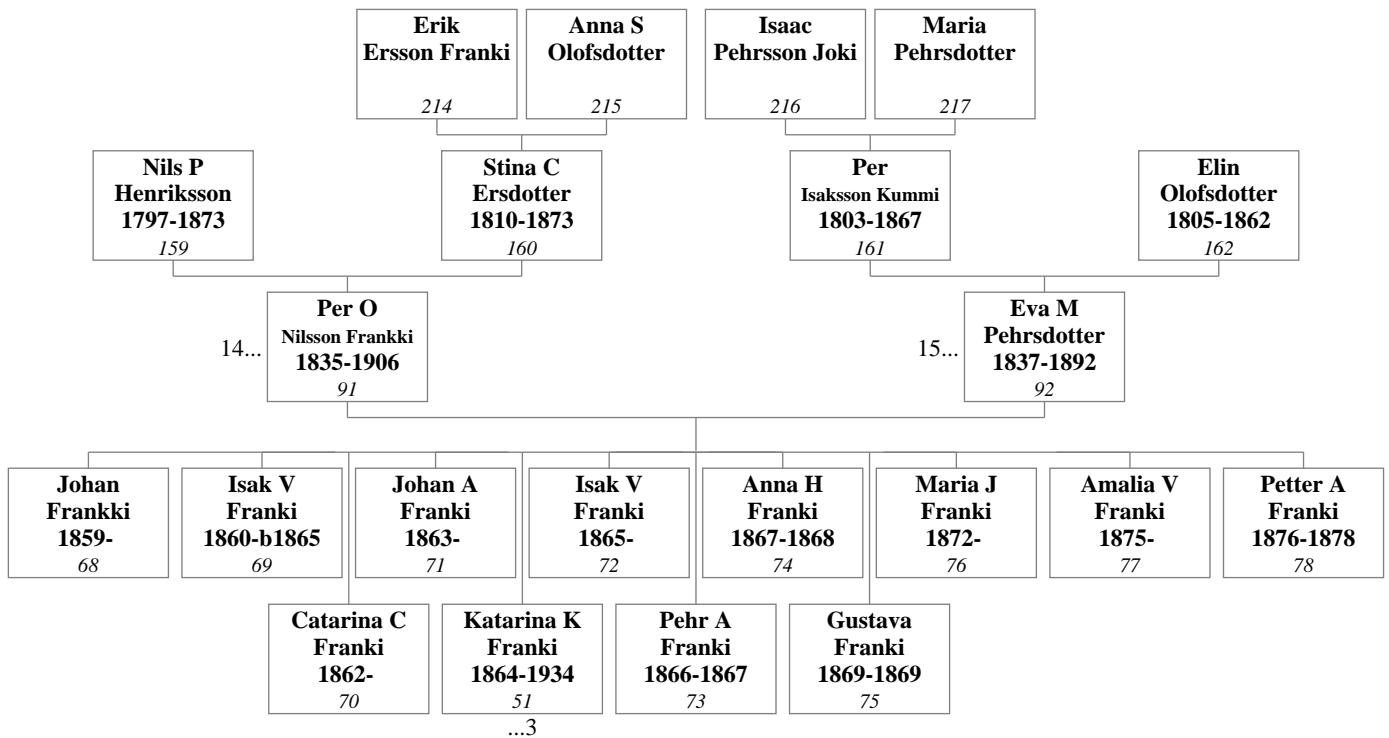 Erik
Ersson Franki
214
Anna S
Olofsdotter
215
Isaac
Pehrsson Joki
216
Maria
Pehrsdotter
217
Nils P
Henriksson
1797-1873
159
Stina C
Ersdotter
1810-1873
160
Per
Isaksson Kummi
1803-1867
161
Elin
Olofsdotter
1805-1862
162
14...
Per O
Nilsson Frankki
1835-1906
91
15...
Eva M
Pehrsdotter
1837-1892
92
Johan
Frankki
1859-
68
Isak V
Franki
1860-b1865
69
Johan A
Franki
1863-
71
Isak V
Franki
1865-
72
Anna H
Franki
1867-1868
74
Maria J
Franki
1872-
76
Amalia V
Franki
1875-
77
Petter A
Franki
1876-1878
78
Catarina C
Franki
1862-
70
Katarina K
Franki
1864-1934
51
...3
Pehr A
Franki
1866-1867
73
Gustava
Franki
1869-1869
75